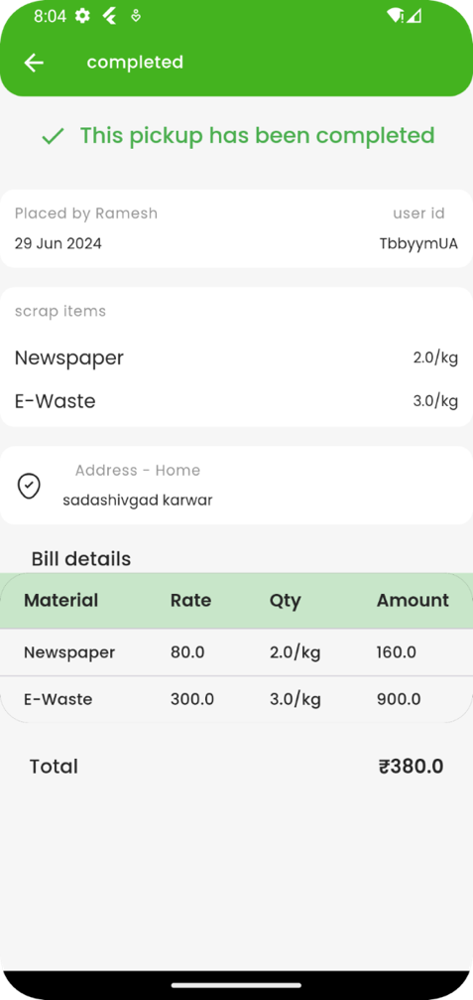 8:04
completed
This pickup has been completed
Placed by Ramesh user id
29 Jun 2024 TbbyymUA
scrap items
Newspaper 2.0/kg
E-Waste 3.0/kg
Address - Home
sadashivgad karwar
Bill details
Material Rate Qty Amount
Newspaper 80.0 2.0/kg 160.0
E-Waste 300.0 3.0/kg 900.0
Total ₹380.0